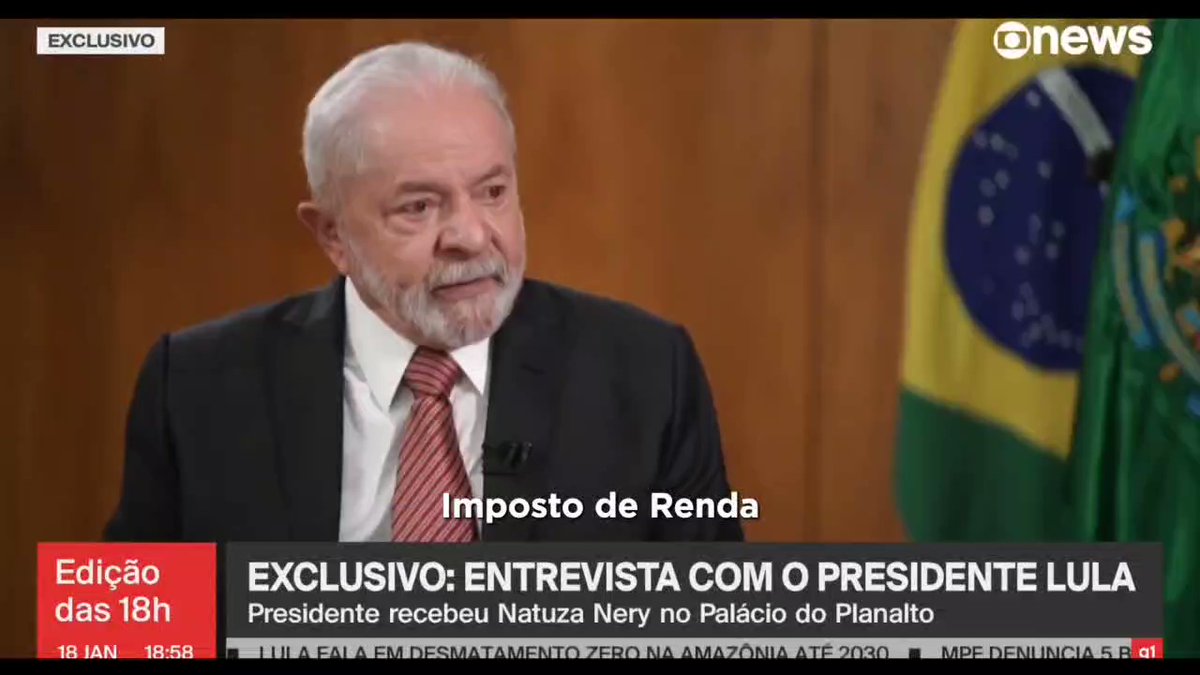 EXCLUSIVO
news
Imposto de Renda
Edição
das 18h
EXCLUSIVO: ENTREVISTA COM O PRESIDENTE LULA
Presidente recebeu Natuza Nery no Palácio do Planalto
18 JAN 18:58
LULA FALA EM DESMATAMENTO ZERO NA AMAZÔNIA ATÉ 2030 ■ MPF DENUNCIA 5 B
g1